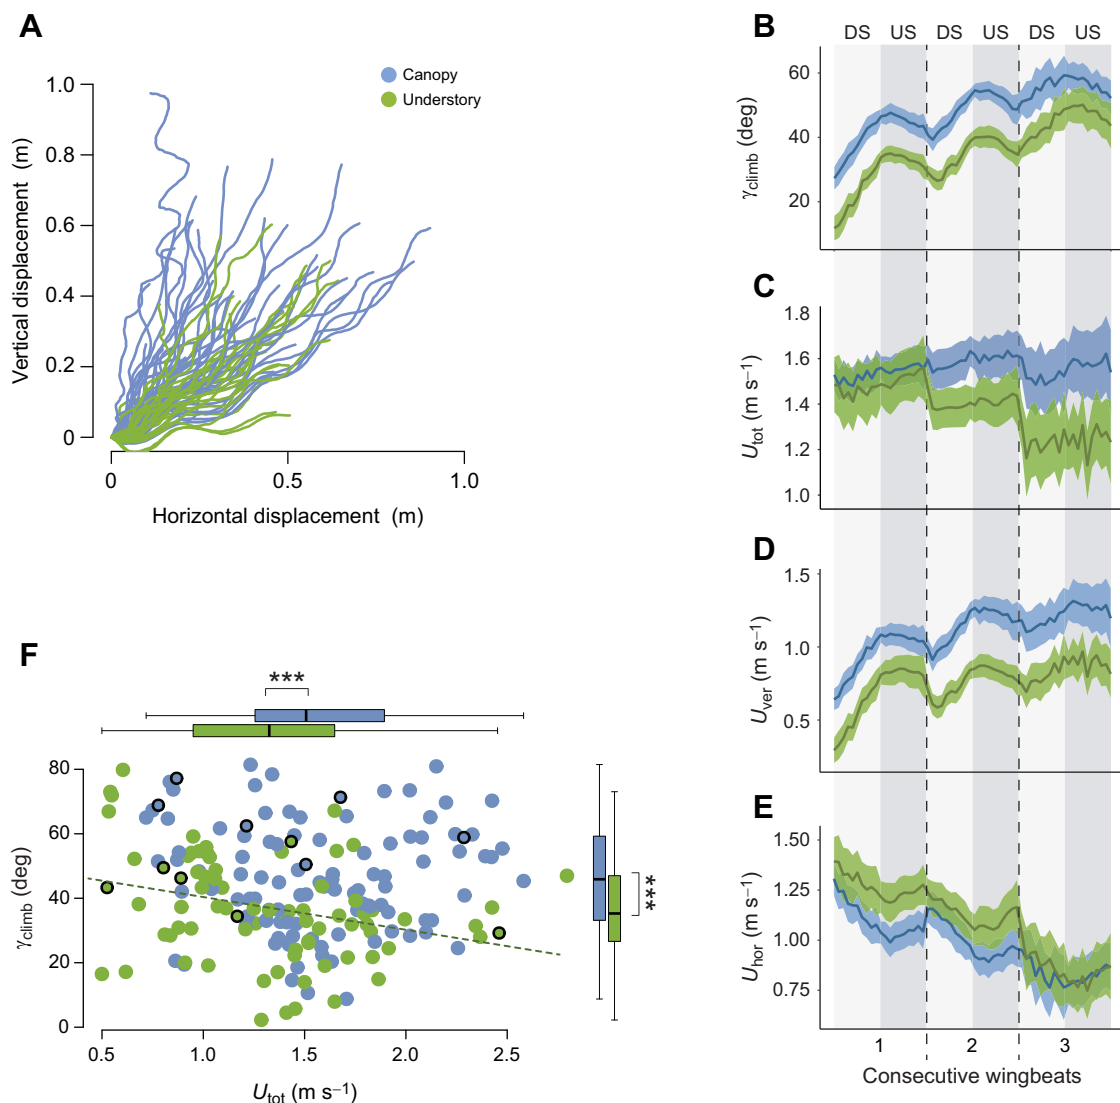 A
Canopy
Understory
1.0
0.8
0.6
0.4
0.2
0
Vertical displacement (m)
0 0.5 1.0
Horizontal displacement (m)
B
DS US DS US DS US
60
40
20
γclimb (deg)
C
1.8
1.6
1.4
1.2
1.0
Utot (m s–1)
D
1.5
1.0
0.5
Uver (m s–1)
E
1.50
1.25
1.00
0.75
Uhor (m s–1)
1 2 3
Consecutive wingbeats
F
***
80
60
40
20
0
γclimb (deg)
***
0.5 1.0 1.5 2.0 2.5
Utot (m s–1)